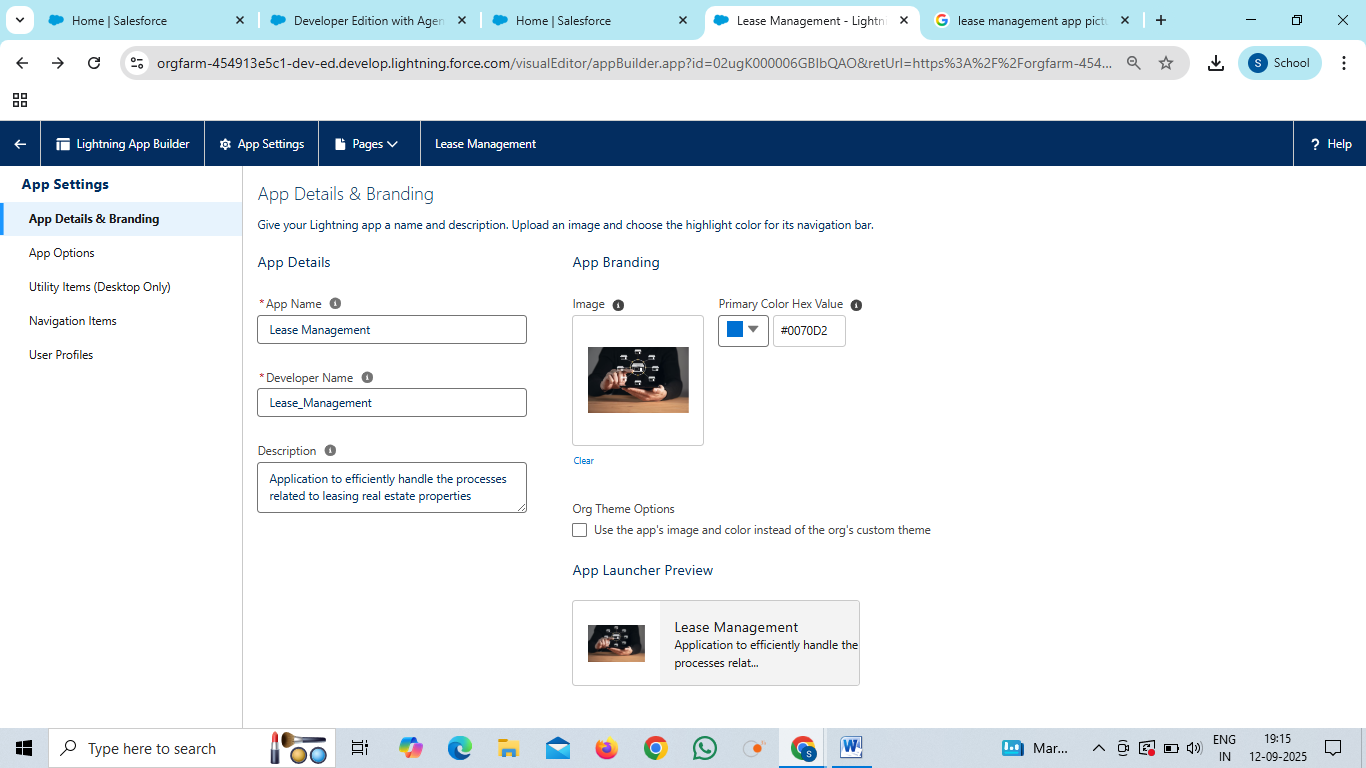 Home | Salesforce
Developer Edition with Agen
Home | Salesforce
Lease Management - Lightni
lease management app pictu
orgfarm-454913e5c1-dev-ed.develop.lightning.force.com/visualEditor/appBuilder.app?id=02ugK000006GBIbQAO&retUrl=https%3A%2F%2Forgfarm-454...
S School
Lightning App Builder
App Settings
Pages
Lease Management
? Help
App Settings
App Details & Branding
App Options
Utility Items (Desktop Only)
Navigation Items
User Profiles
App Details & Branding
Give your Lightning app a name and description. Upload an image and choose the highlight color for its navigation bar.
App Details
*App Name
Lease Management
*Developer Name
Lease_Management
Description
Application to efficiently handle the processes
related to leasing real estate properties
App Branding
Image
Primary Color Hex Value
#0070D2
Clear
Org Theme Options
Use the app's image and color instead of the org's custom theme
App Launcher Preview
Lease Management
Application to efficiently handle the
processes relat...
Type here to search
Mar...
ENG
IN
19:15
12-09-2025